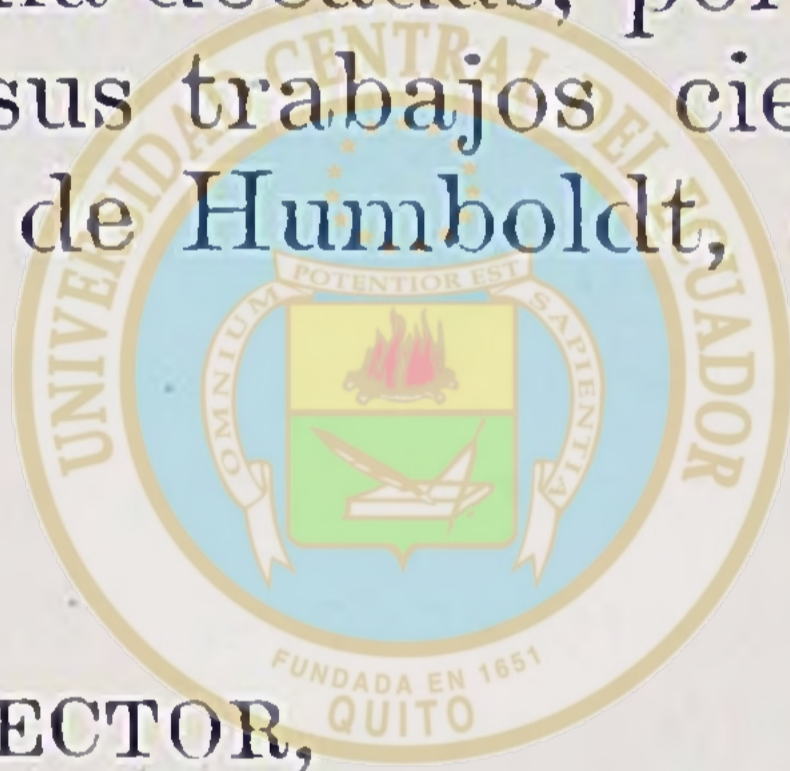 sus trabajos cie
de Humboldt,
UNIVERSIDAD CENTRAL DEL ECUADOR
OMNIUM POTENTIOR EST SAPIENTIA
FUNDADA EN 1651
QUITO
ECTOR,